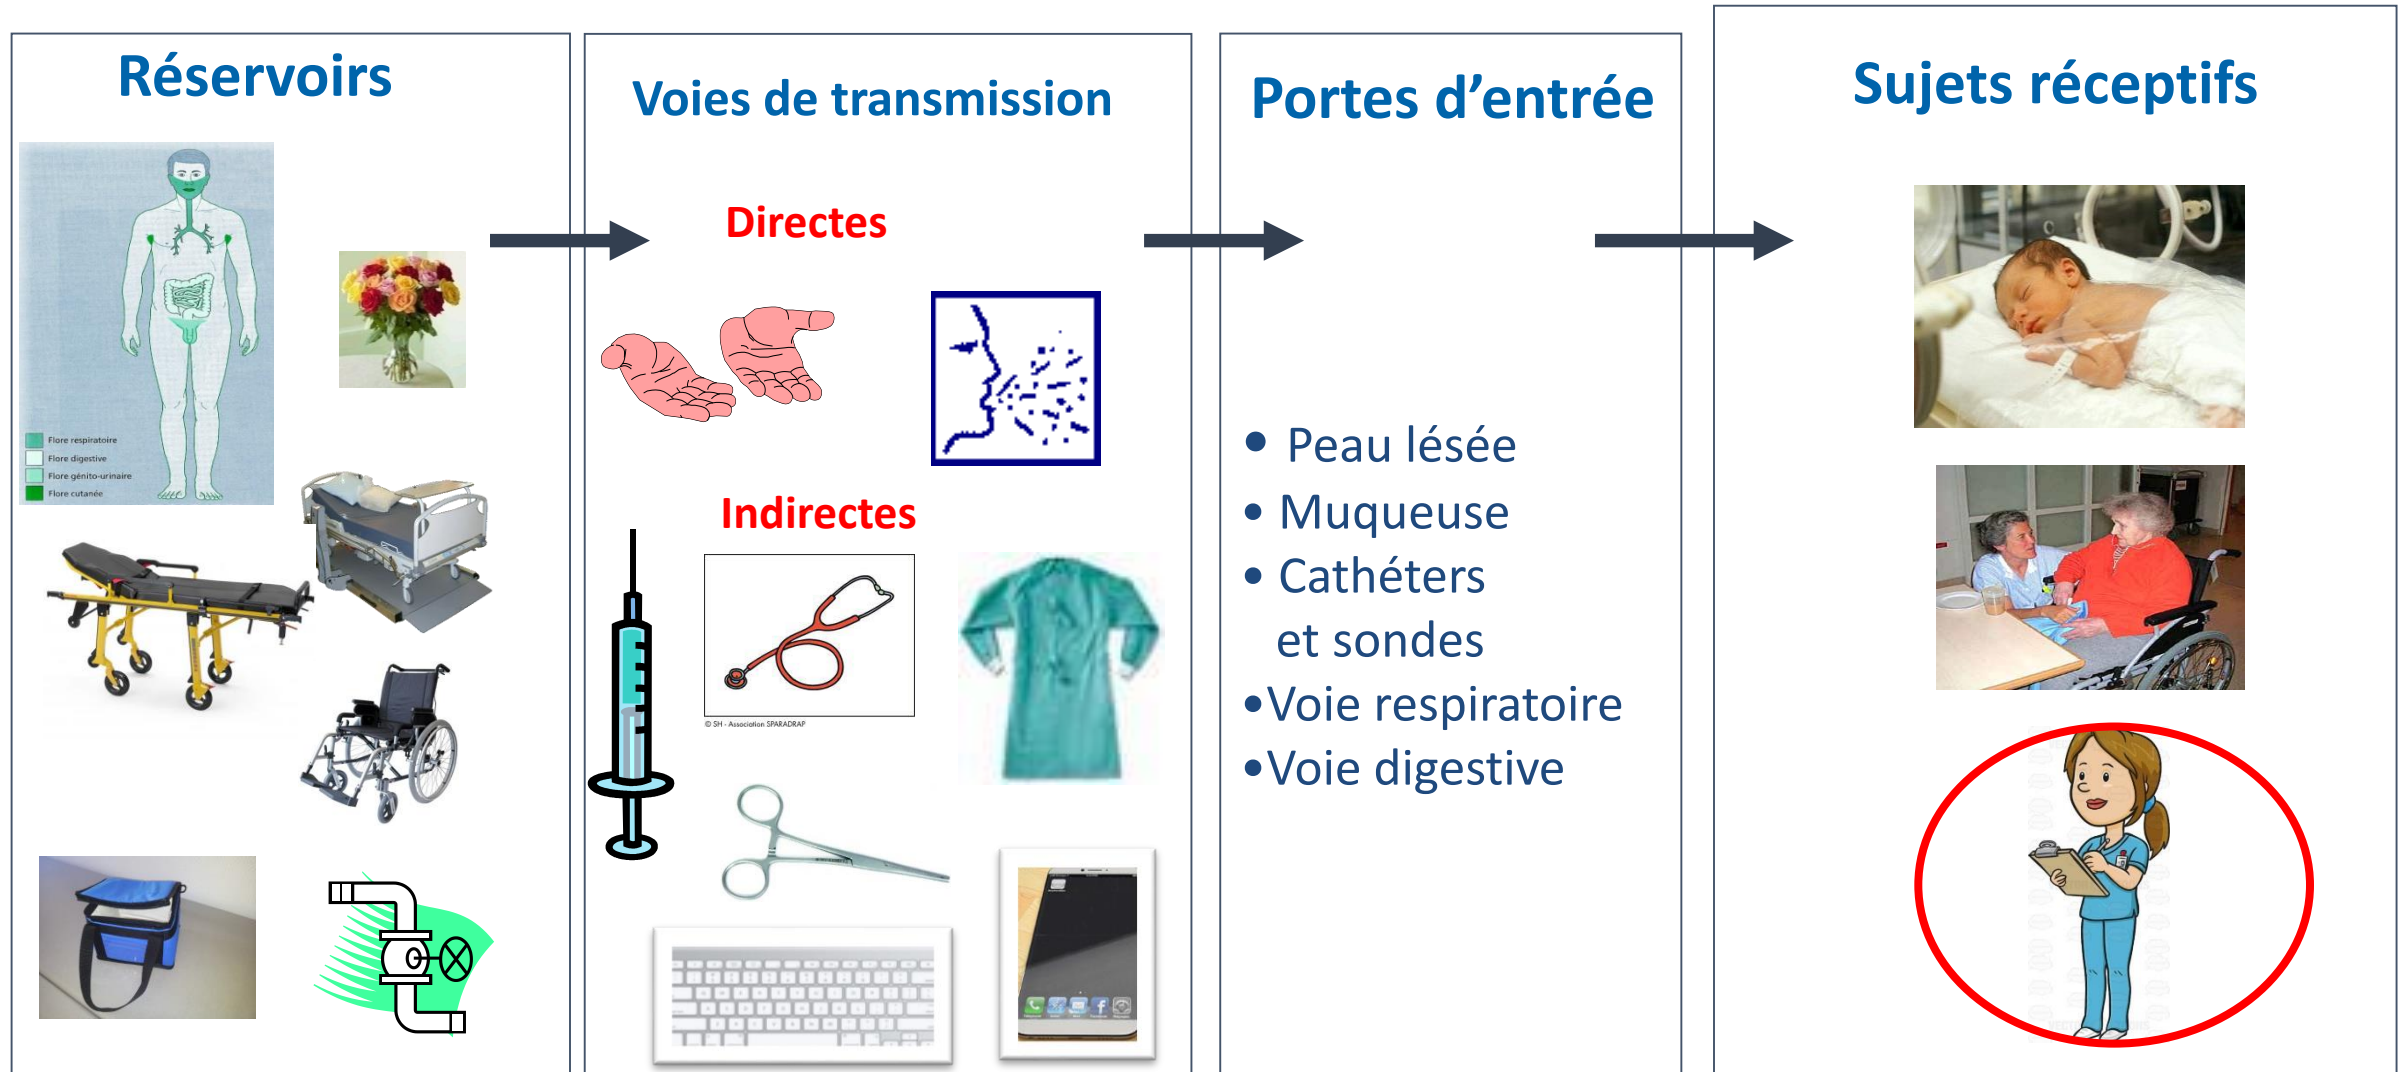 Réservoirs
Flore respiratoire
Flore digestive
Flore génito-urinaire
Flore cutanée
Voies de transmission
Directes
Indirectes
© SH - Association SPARADRAP
Portes d’entrée
• Peau lésée
• Muqueuse
• Cathéters
et sondes
•Voie respiratoire
•Voie digestive
Sujets réceptifs